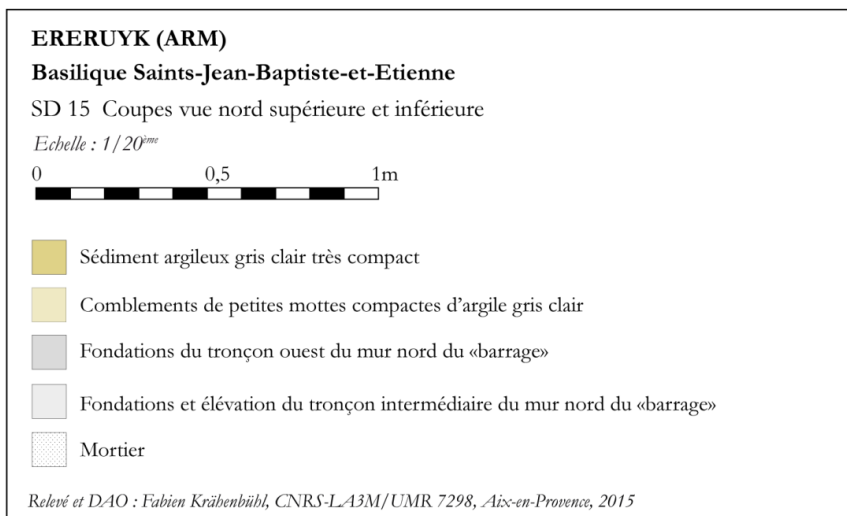 ERERUYK (ARM)
Basilique Saints-Jean-Baptiste-et-Etienne
SD 15 Coupes vue nord supérieure et inférieure
Echelle : 1/20ème
0 0,5 1m
Sédiment argileux gris clair très compact
Comblements de petites mottes compactes d'argile gris clair
Fondations du tronçon ouest du mur nord du «barrage»
Fondations et élévation du tronçon intermédiaire du mur nord du «barrage»
Mortier
Relevé et DAO : Fabien Krähenbühl, CNRS-LA3M/UMR 7298, Aix-en-Provence, 2015